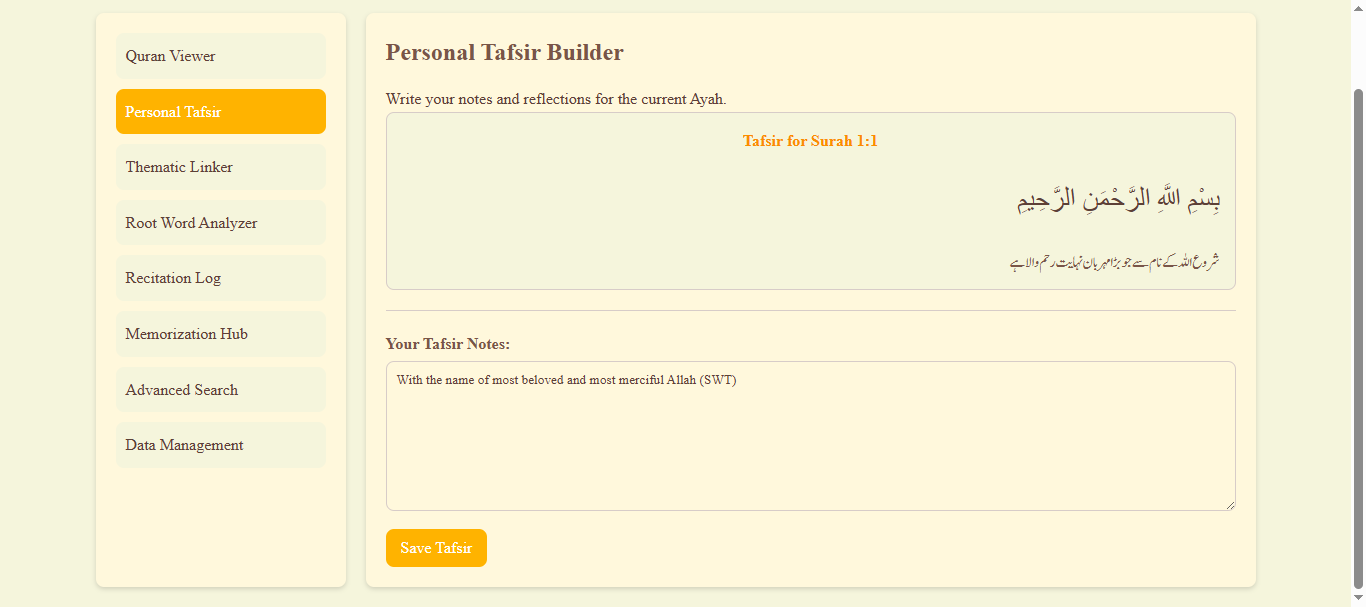 Quran Viewer
Personal Tafsir
Thematic Linker
Root Word Analyzer
Recitation Log
Memorization Hub
Advanced Search
Data Management
Personal Tafsir Builder
Write your notes and reflections for the current Ayah.
Tafsir for Surah 1:1
بِسْمِ اللَّهِ الرَّحْمَنِ الرَّحِيمِ
شروع اللہ کے نام سے جو بڑا مہربان نہایت رحم والا ہے
Your Tafsir Notes:
With the name of most beloved and most merciful Allah (SWT)
Save Tafsir